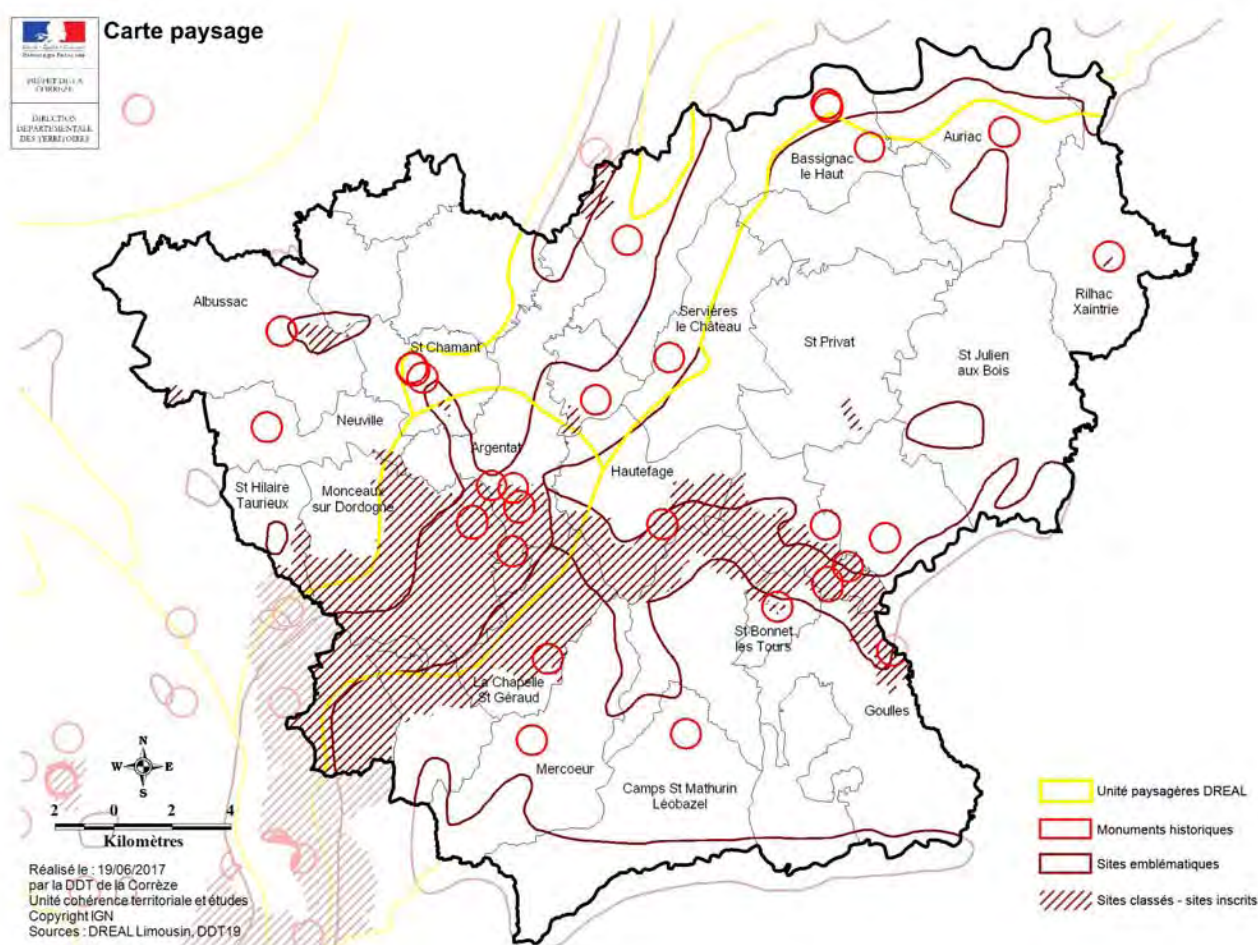 Carte paysage
PRÉFET DE LA
CORRÈZE
DIRECTION
DÉPARTEMENTALE
DES TERRITOIRES
Auriac
Bassignac
le Haut
Rilhac
Xaintrie
Albussac
Servières
le Château
St Privat
St Chamant
St Julien
aux Bois
Neuville
Argentat
Hautefage
St Hilaire
Taurieux
Monceaux
sur Dordogne
St Bonnet
les Tours
La Chapelle
St Géraud
Goulles
Mercoeur
Camps St Mathurin
Léobazel
N
W E
S
2 0 2 4
Kilomètres
Réalisé le : 19/06/2017
par la DDT de la Corrèze
Unité cohérence territoriale et études
Copyright IGN
Sources : DREAL Limousin, DDT19
Unité paysagères DREAL
Monuments historiques
Sites emblématiques
Sites classés - sites inscrits